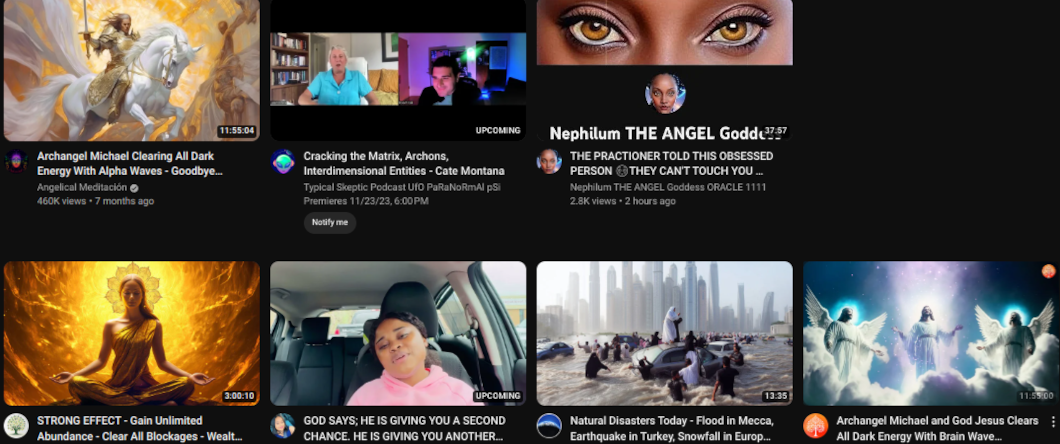 11:55:04
UPCOMING
Nephilum THE ANGEL Goddess
37:57
Archangel Michael Clearing All Dark
Energy With Alpha Waves - Goodbye...
Angelical Meditación
460K views • 7 months ago
Cracking the Matrix, Archons,
Interdimensional Entities - Cate Montana
Typical Skeptic Podcast UfO PaRaNoRmAl pSi
Premieres 11/23/23, 6:00 PM
Notify me
THE PRACTIONER TOLD THIS OBSESSED
PERSON 🌐THEY CAN'T TOUCH YOU ...
Nephilum THE ANGEL Goddess ORACLE 1111
2.8K views • 2 hours ago
3:00:10
UPCOMING
13:35
11:55:00
STRONG EFFECT - Gain Unlimited
Abundance - Clear All Blockages - Wealt...
GOD SAYS; HE IS GIVING YOU A SECOND
CHANCE. HE IS GIVING YOU ANOTHER...
Natural Disasters Today - Flood in Mecca,
Earthquake in Turkey, Snowfall in Europ...
Archangel Michael and God Jesus Clears
All Dark Energy With Brain Wave...